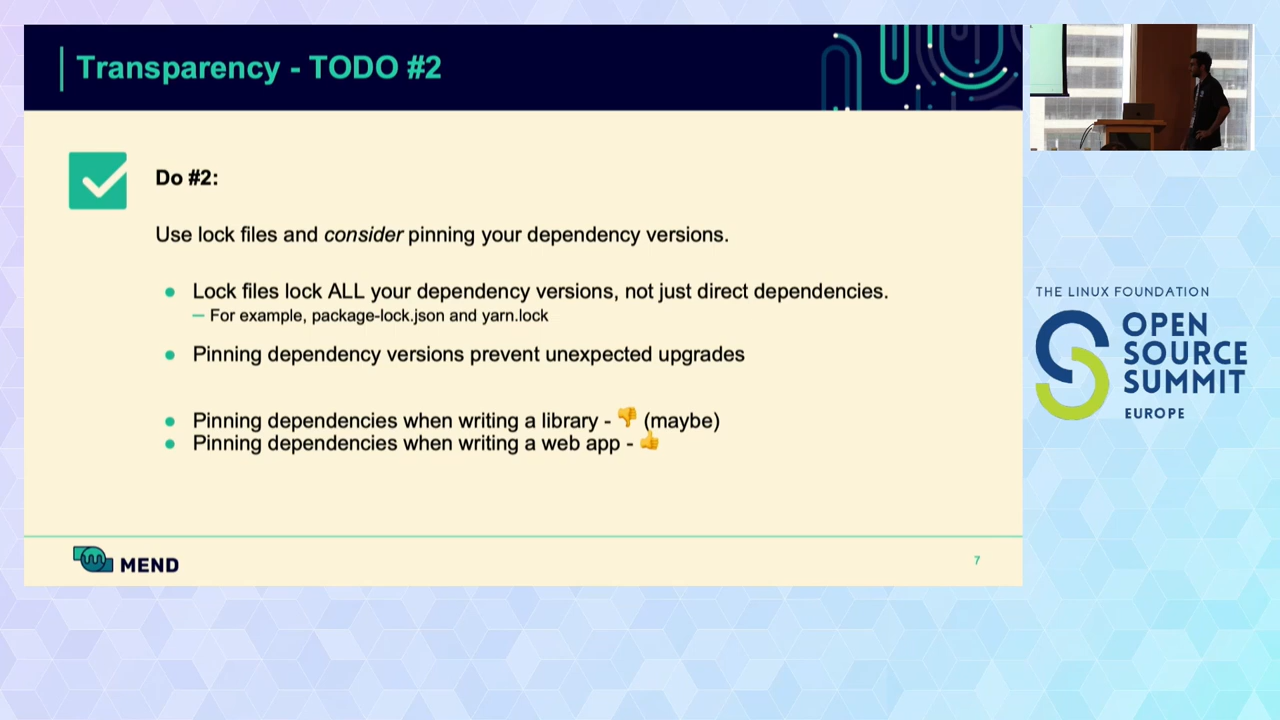 Transparency - TODO #2
Do #2:
Use lock files and consider pinning your dependency versions.
Lock files lock ALL your dependency versions, not just direct dependencies.
– For example, package-lock.json and yarn.lock
Pinning dependency versions prevent unexpected upgrades
Pinning dependencies when writing a library - 👎 (maybe)
Pinning dependencies when writing a web app - 👍
MEND
7
THE LINUX FOUNDATION
OPEN
SOURCE
SUMMIT
EUROPE